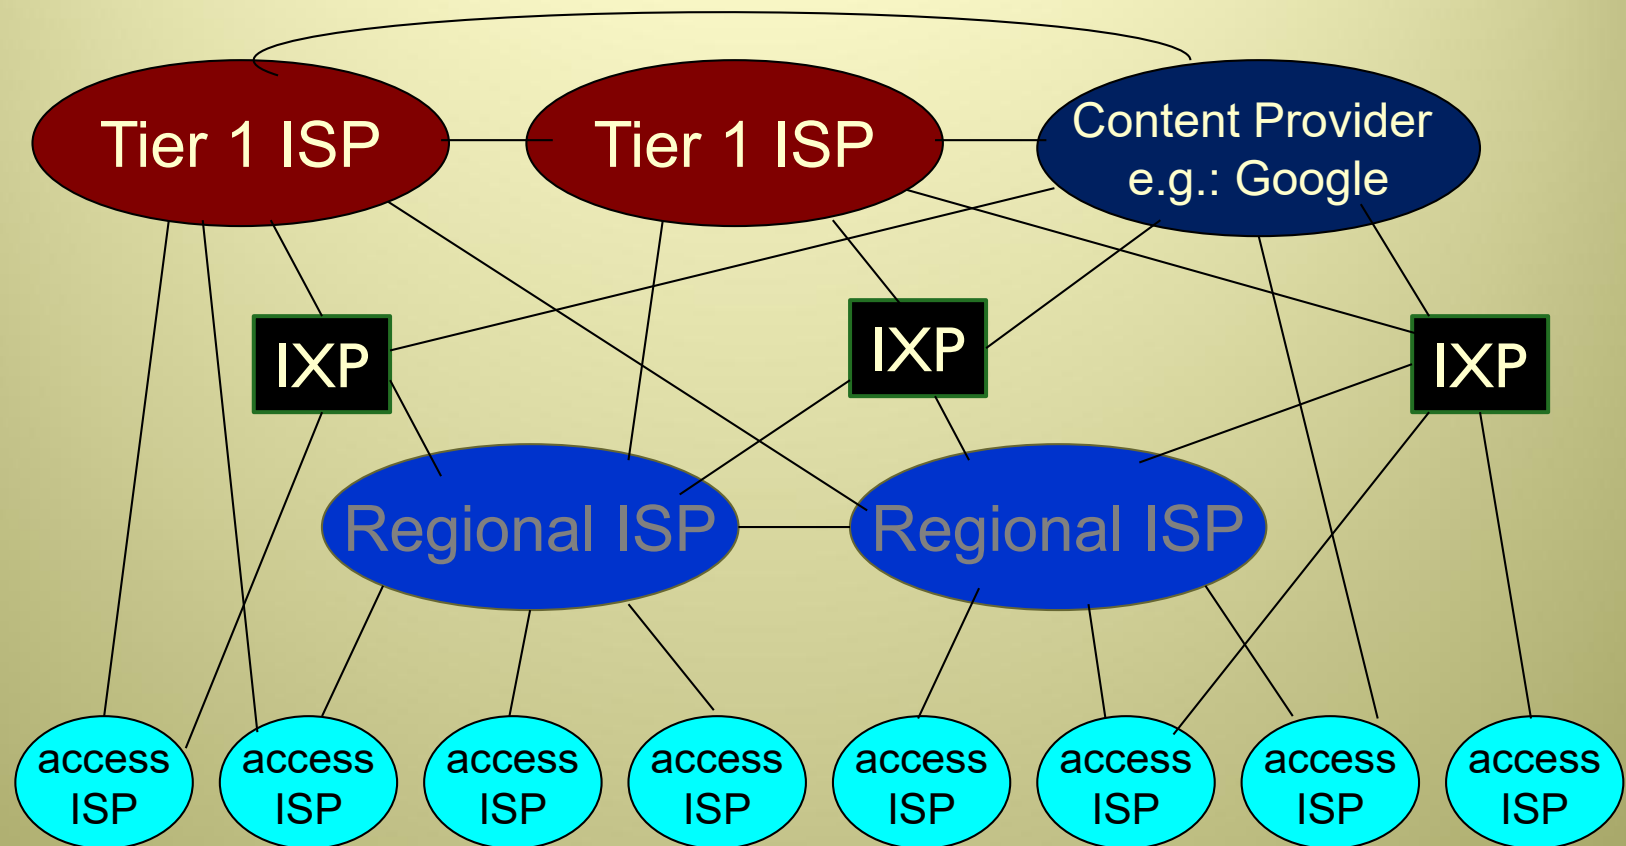 Tier 1 ISP
Tier 1 ISP
Content Provider
e.g.: Google
IXP
IXP
IXP
Regional ISP
Regional ISP
access
ISP
access
ISP
access
ISP
access
ISP
access
ISP
access
ISP
access
ISP
access
ISP